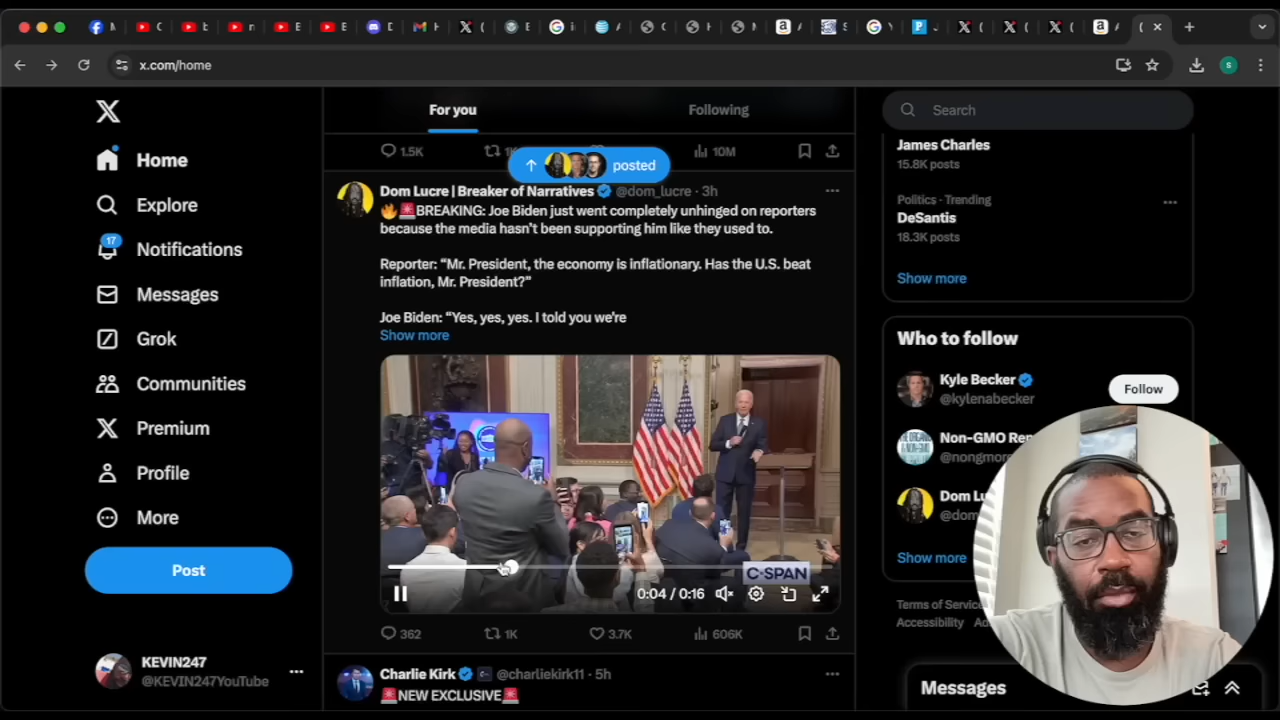 x.com/home
For you
Following
Search
1.5K
10M
posted
Home
Explore
17
Notifications
Messages
Grok
Communities
Premium
Profile
More
Post
KEVIN247
@KEVIN247YouTube
Dom Lucre | Breaker of Narratives @dom_lucre · 3h
🔥🚨BREAKING: Joe Biden just went completely unhinged on reporters
because the media hasn't been supporting him like they used to.
Reporter: “Mr. President, the economy is inflationary. Has the U.S. beat
inflation, Mr. President?”
Joe Biden: “Yes, yes, yes. I told you we're
Show more
C-SPAN
0:04 / 0:16
362
1K
3.7K
606K
Charlie Kirk @charliekirk11 · 5h
🚨NEW EXCLUSIVE🚨
James Charles
15.8K posts
Politics · Trending
DeSantis
18.3K posts
Show more
Who to follow
Kyle Becker
@kylenabecker
Follow
Non-GMO Rep
@nongmor
Dom Lu
@dom
Show more
Terms of Service
Accessibility
Messages